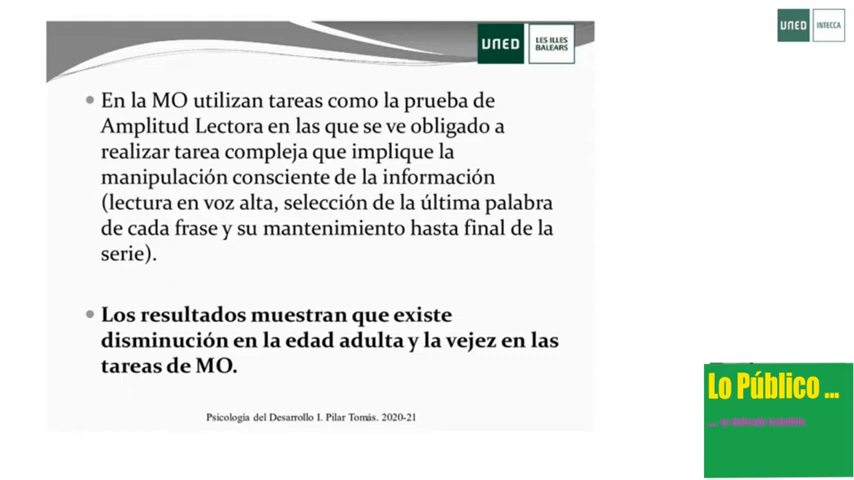 UNED
INTECCA
UNED
LES ILLES
BALEARS
En la MO utilizan tareas como la prueba de
Amplitud Lectora en las que se ve obligado a
realizar tarea compleja que implique la
manipulación consciente de la información
(lectura en voz alta, selección de la última palabra
de cada frase y su mantenimiento hasta final de la
serie).
Los resultados muestran que existe
disminución en la edad adulta y la vejez en las
tareas de MO.
Psicología del Desarrollo I. Pilar Tomás. 2020-21
Lo Público ...